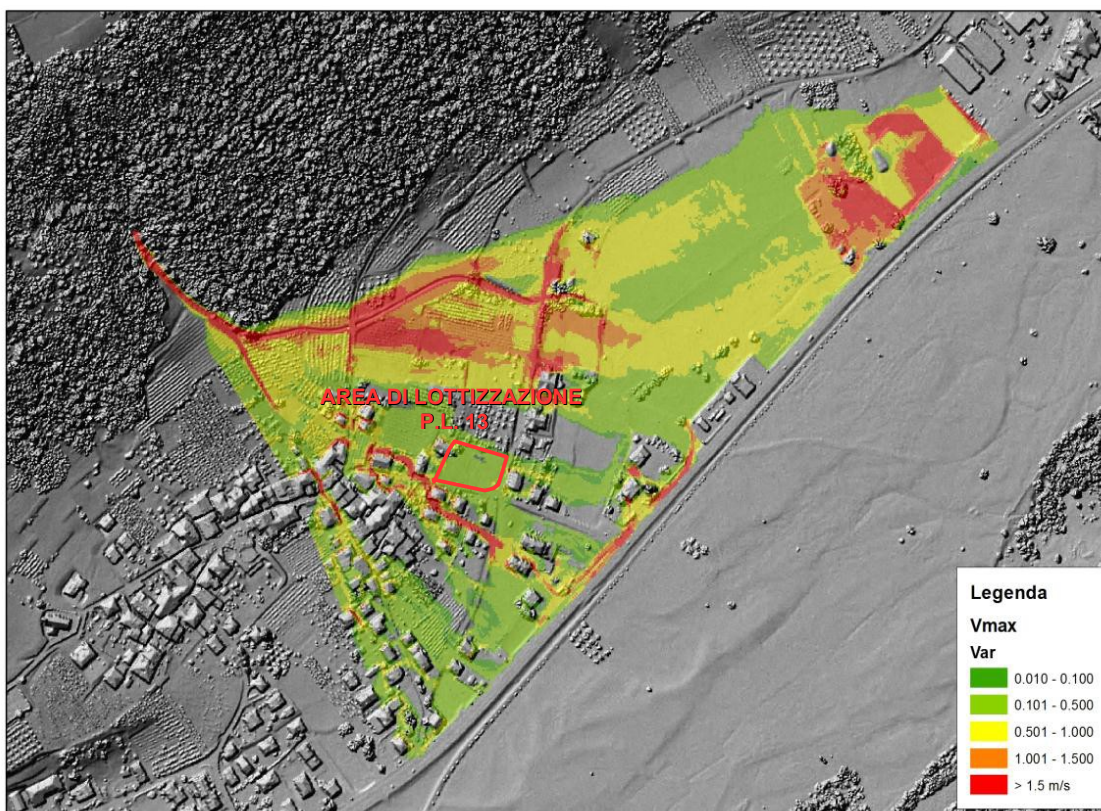 AREA DI LOTTIZZAZIONE
P.L. 13
Legenda
Vmax
Var
0.010 - 0.100
0.101 - 0.500
0.501 - 1.000
1.001 - 1.500
> 1.5 m/s